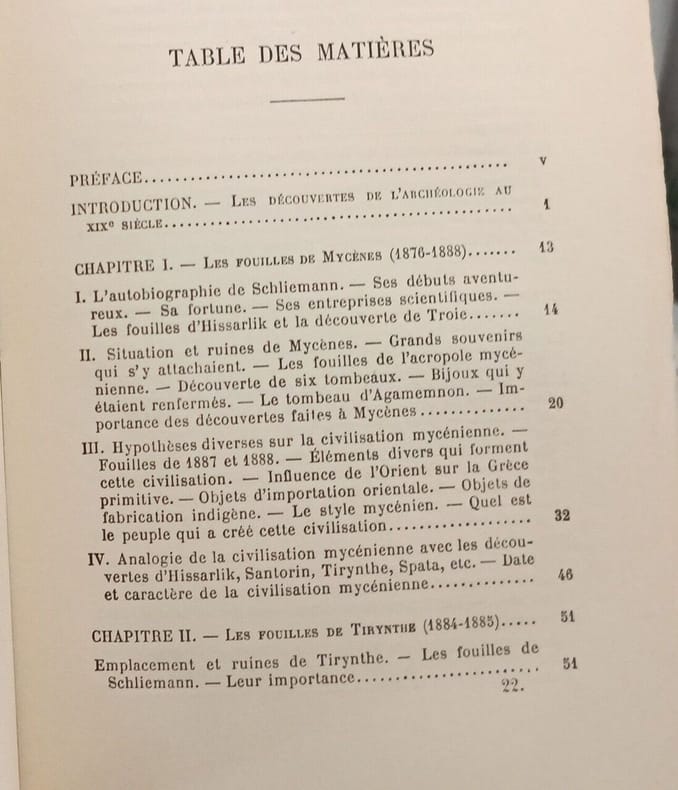 TABLE DES MATIÈRES
PRÉFACE................................................ V
INTRODUCTION. — LES DÉCOUVERTES DE L'ARCHÉOLOGIE AU
XIXe SIÈCLE............................................ 1
CHAPITRE I. — LES FOUILLES DE MYCÈNES (1876-1888)....... 13
I. L'autobiographie de Schliemann. — Ses débuts aventu-
reux. — Sa fortune. — Ses entreprises scientifiques. —
Les fouilles d'Hissarlik et la découverte de Troie....... 14
II. Situation et ruines de Mycènes. — Grands souvenirs
qui s'y attachaient. — Les fouilles de l'acropole mycé-
nienne. — Découverte de six tombeaux. — Bijoux qui y
étaient renfermés. — Le tombeau d'Agamemnon. — Im-
portance des découvertes faites à Mycènes.............. 20
III. Hypothèses diverses sur la civilisation mycénienne. —
Fouilles de 1887 et 1888. — Éléments divers qui forment
cette civilisation. — Influence de l'Orient sur la Grèce
primitive. — Objets d'importation orientale. — Objets de
fabrication indigène. — Le style mycénien. — Quel est
le peuple qui a créé cette civilisation................... 32
IV. Analogie de la civilisation mycénienne avec les décou-
vertes d'Hissarlik, Santorin, Tirynthe, Spata, etc. — Date
et caractère de la civilisation mycénienne.............. 46
CHAPITRE II. — LES FOUILLES DE TIRYNTHE (1884-1885)..... 51
Emplacement et ruines de Tirynthe. — Les fouilles de
Schliemann. — Leur importance........................ 51
22.